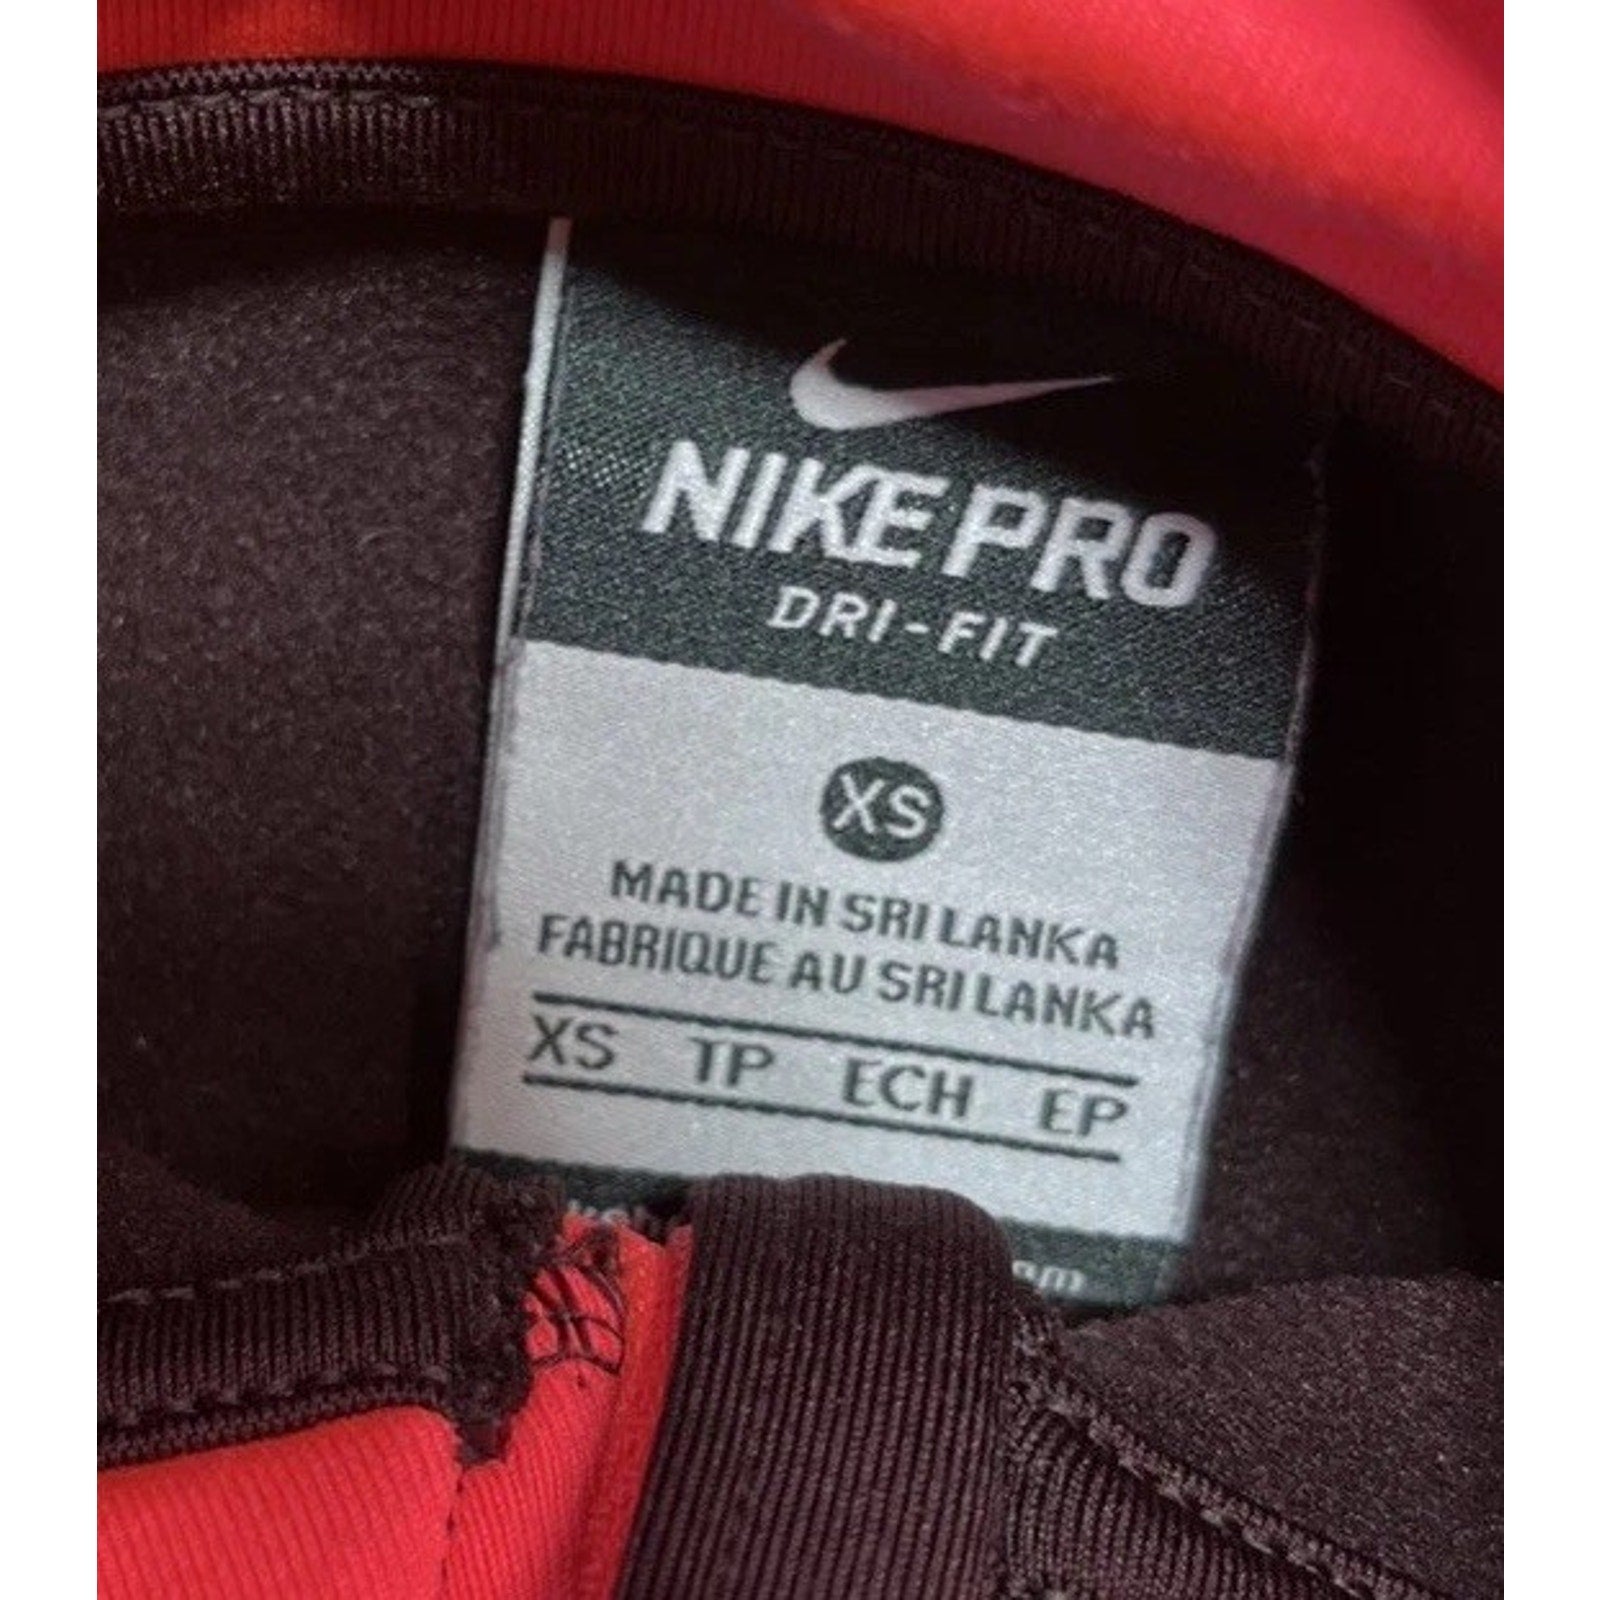 NIKE PRO
DRI-FIT
XS
MADE IN SRI LANKA
FABRIQUE AU SRI LANKA
XS TP ECH EP